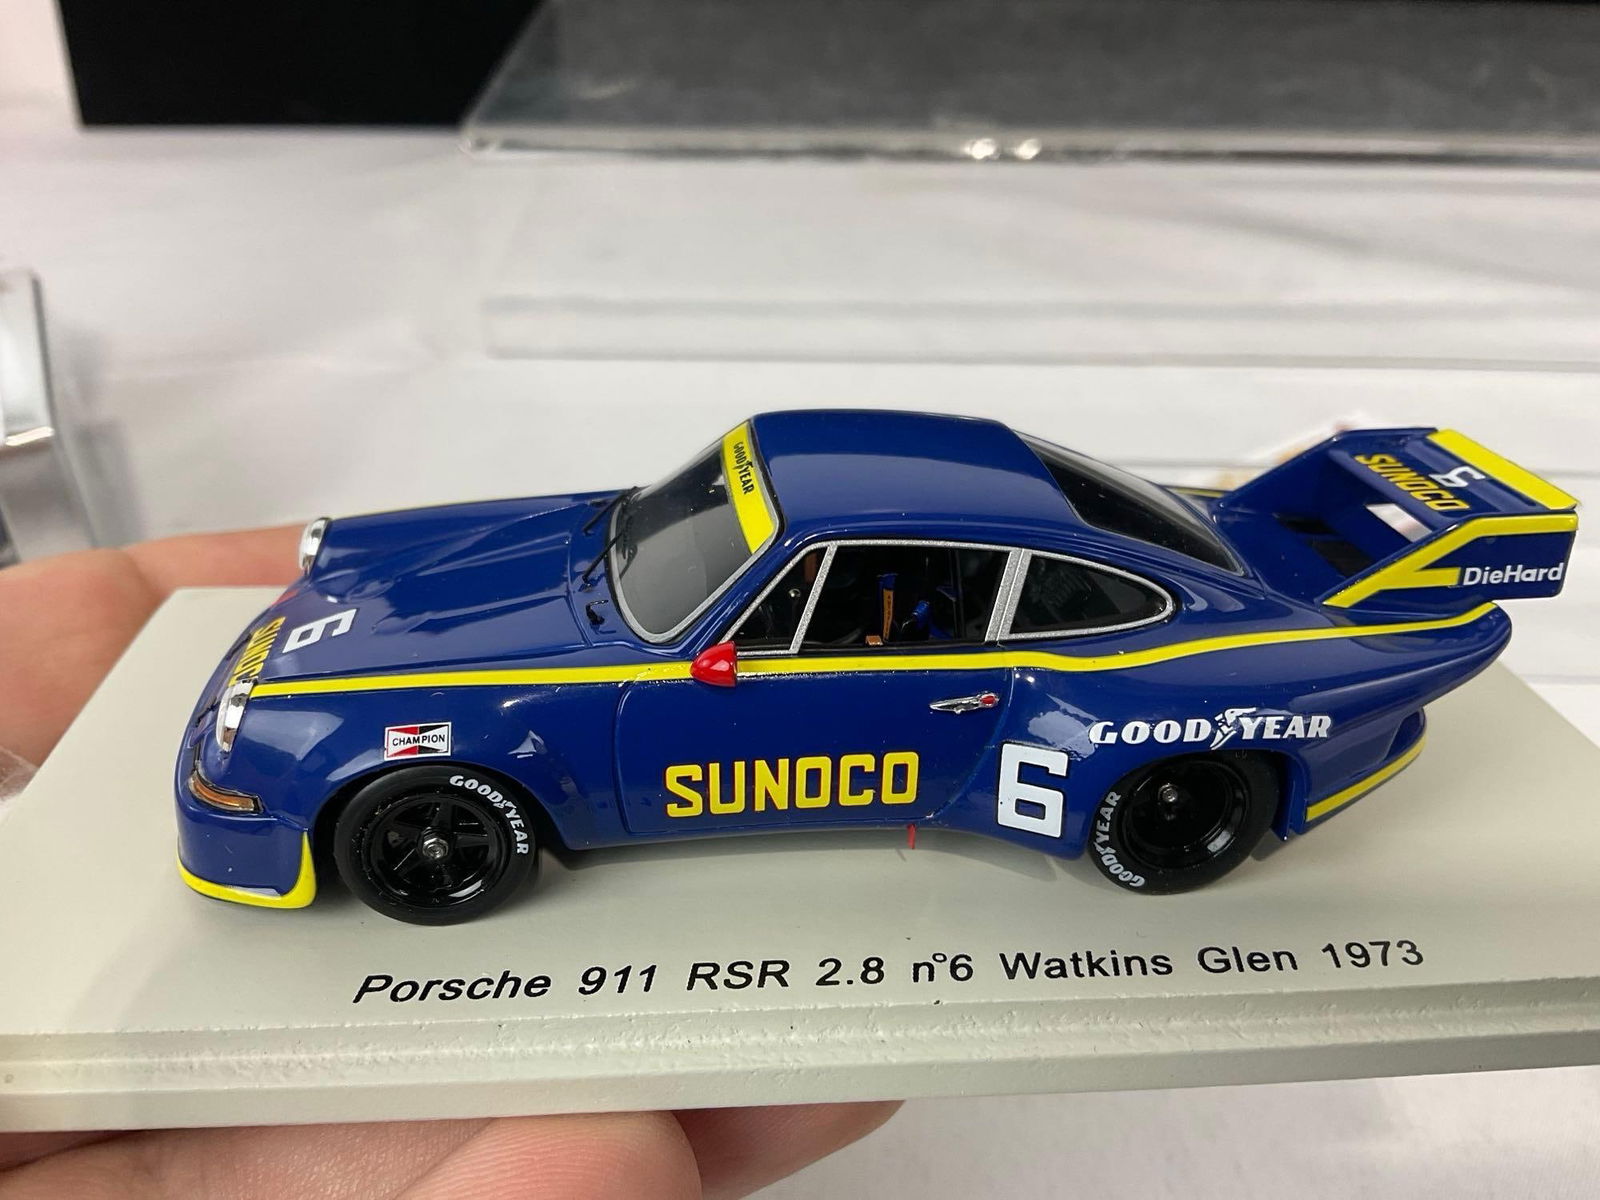 GOODYEAR
SUNOCO
6
DieHard
6
SUNOCO
CHAMPION
GOODYEAR
SUNOCO
6
GOODYEAR
GOODYEAR
Porsche 911 RSR 2.8 n°6 Watkins Glen 1973